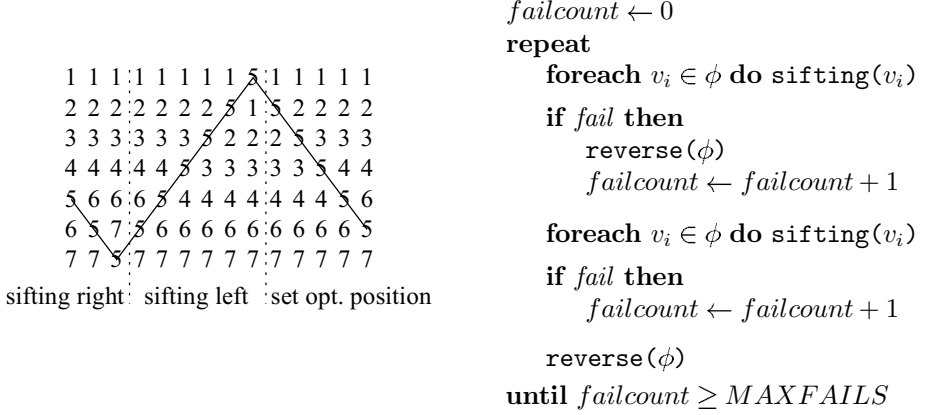 1 1 1 1 1 1 1 1 5 1 1 1 1 1
2 2 2 2 2 2 2 5 1 5 2 2 2 2
3 3 3 3 3 3 5 2 2 2 5 3 3 3
4 4 4 4 4 5 3 3 3 3 3 5 4 4
5 6 6 6 5 4 4 4 4 4 4 4 5 6
6 5 7 5 6 6 6 6 6 6 6 6 6 5
7 7 5 7 7 7 7 7 7 7 7 7 7 7
sifting right sifting left set opt. position
failcount ← 0
repeat
foreach v_i ∈ ϕ do sifting(v_i)
if fail then
reverse(ϕ)
failcount ← failcount + 1
foreach v_i ∈ ϕ do sifting(v_i)
if fail then
failcount ← failcount + 1
reverse(ϕ)
until failcount ≥ MAXFAILS